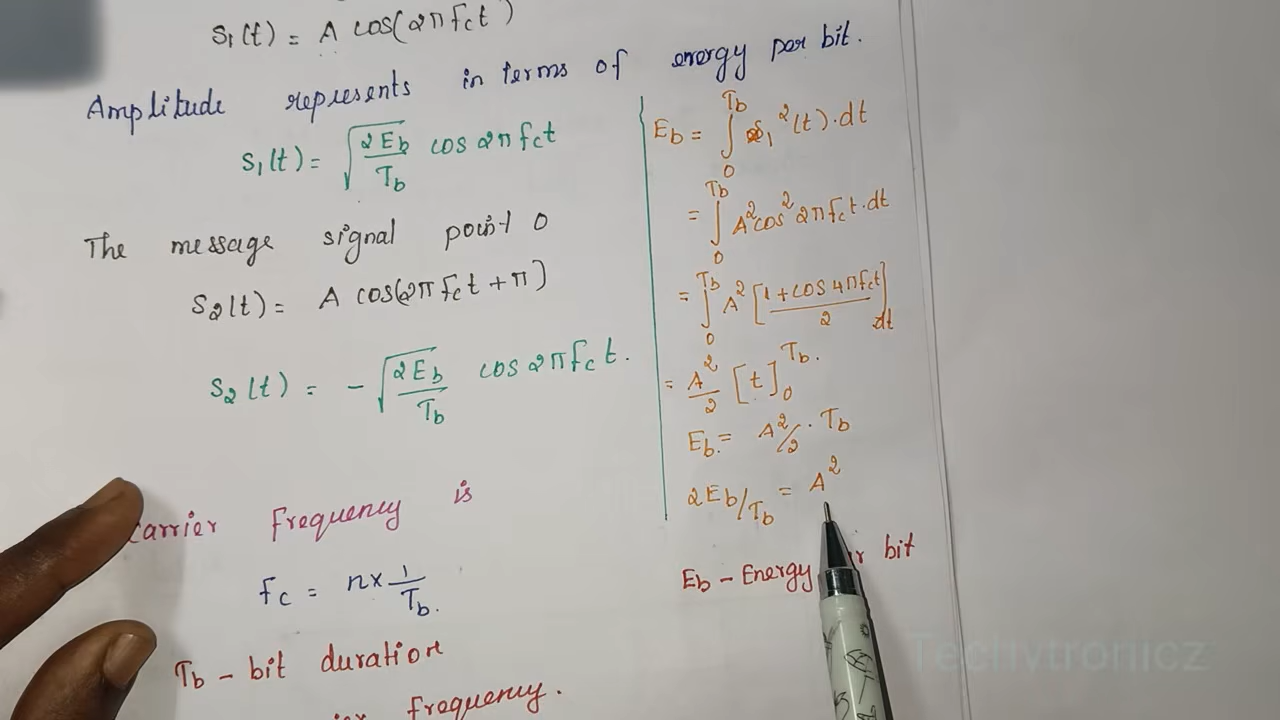 S₁(t) = A cos(2πfct)
Amplitude represents in terms of energy per bit.
S₁(t) = √(2Eb/Tb) cos 2πfct
The message signal point 0
S₂(t) = A cos(2πfct + π)
S₂(t) = -√(2Eb/Tb) cos 2πfct.
Carrier Frequency is
fc = n × 1/Tb.
Tb - bit duration
frequency.
Eb = ∫₀^Tb S₁²(t)·dt
= ∫₀^Tb A²cos²2πfct·dt
= ∫₀^Tb A² [1+cos 4πfct / 2] dt
= A²/2 [t]₀^Tb.
Eb = A²/2 · Tb
2Eb/Tb = A²
Eb - Energy bit
Techytronicz